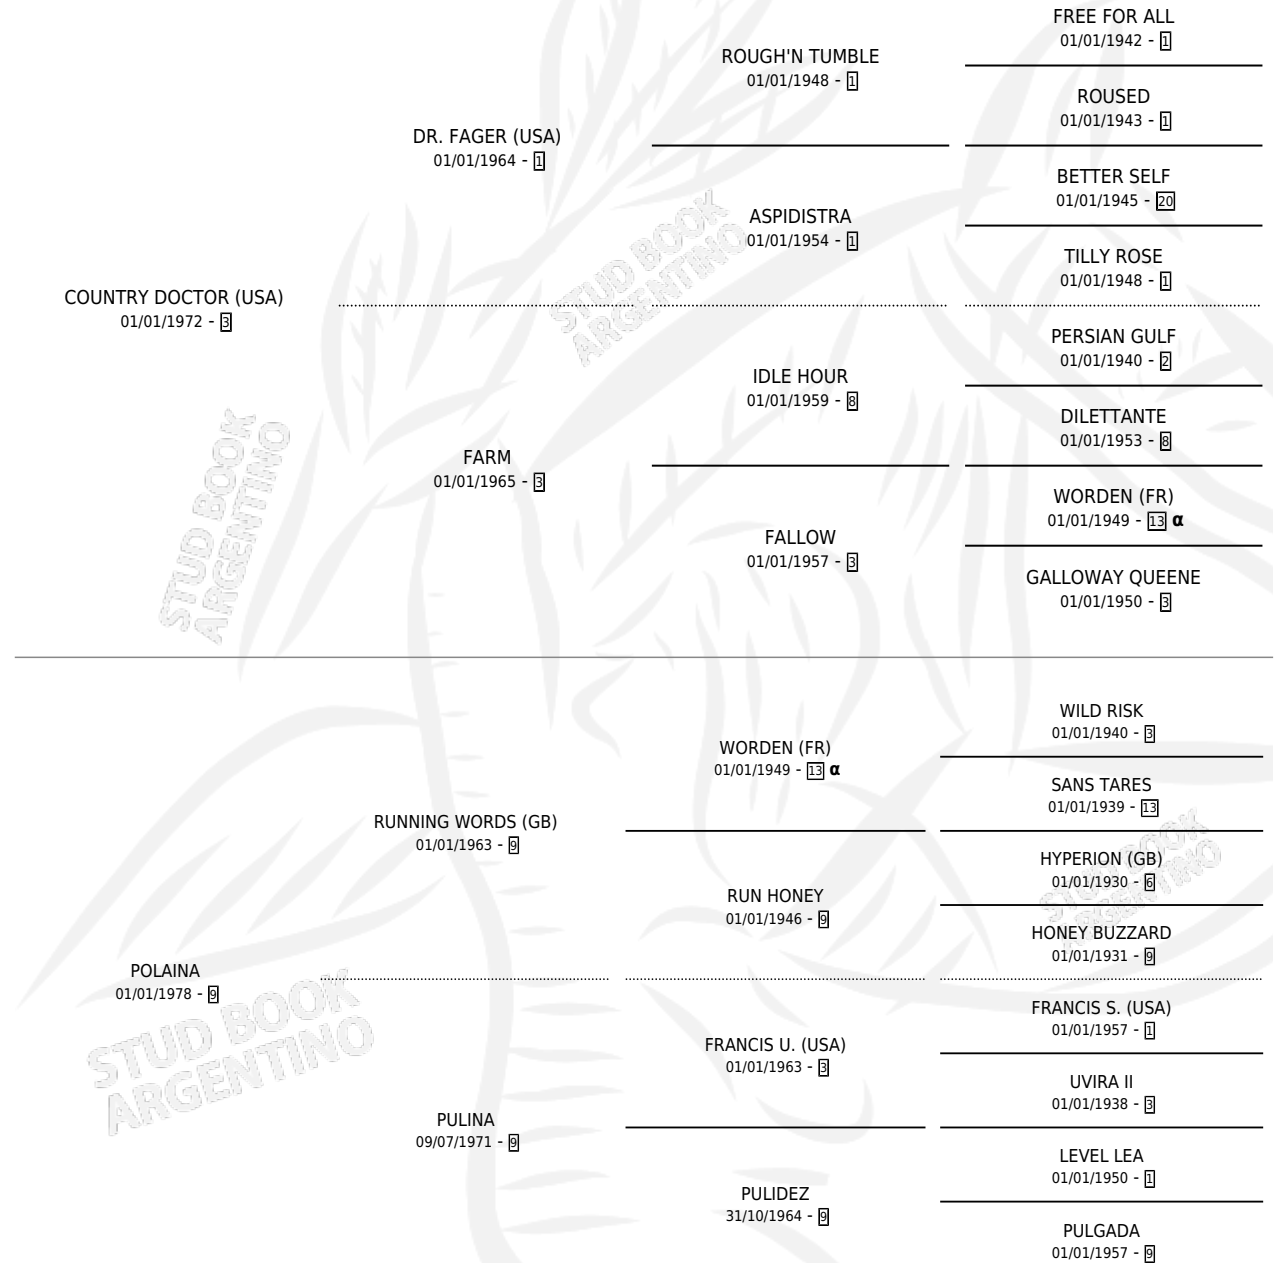 FREE FOR ALL
01/01/1942 - 1
ROUGH'N TUMBLE
01/01/1948 - 1
ROUSED
01/01/1943 - 1
DR. FAGER (USA)
01/01/1964 - 1
BETTER SELF
01/01/1945 - 20
ASPIDISTRA
01/01/1954 - 1
TILLY ROSE
01/01/1948 - 1
COUNTRY DOCTOR (USA)
01/01/1972 - 3
PERSIAN GULF
01/01/1940 - 2
IDLE HOUR
01/01/1959 - 8
DILETTANTE
01/01/1953 - 8
FARM
01/01/1965 - 3
WORDEN (FR)
01/01/1949 - 13 α
FALLOW
01/01/1957 - 3
GALLOWAY QUEENE
01/01/1950 - 3
WILD RISK
01/01/1940 - 3
WORDEN (FR)
01/01/1949 - 13 α
SANS TARES
01/01/1939 - 13
RUNNING WORDS (GB)
01/01/1963 - 9
HYPERION (GB)
01/01/1930 - 6
RUN HONEY
01/01/1946 - 9
HONEY BUZZARD
01/01/1931 - 9
POLAINA
01/01/1978 - 9
FRANCIS S. (USA)
01/01/1957 - 1
FRANCIS U. (USA)
01/01/1963 - 3
UVIRA II
01/01/1938 - 3
PULINA
09/07/1971 - 9
LEVEL LEA
01/01/1950 - 1
PULIDEZ
31/10/1964 - 9
PULGADA
01/01/1957 - 9
STUD BOOK
ARGENTINO
STUD BOOK
ARGENTINO
STUD BOOK
ARGENTINO
STUD BOOK
ARGENTINO